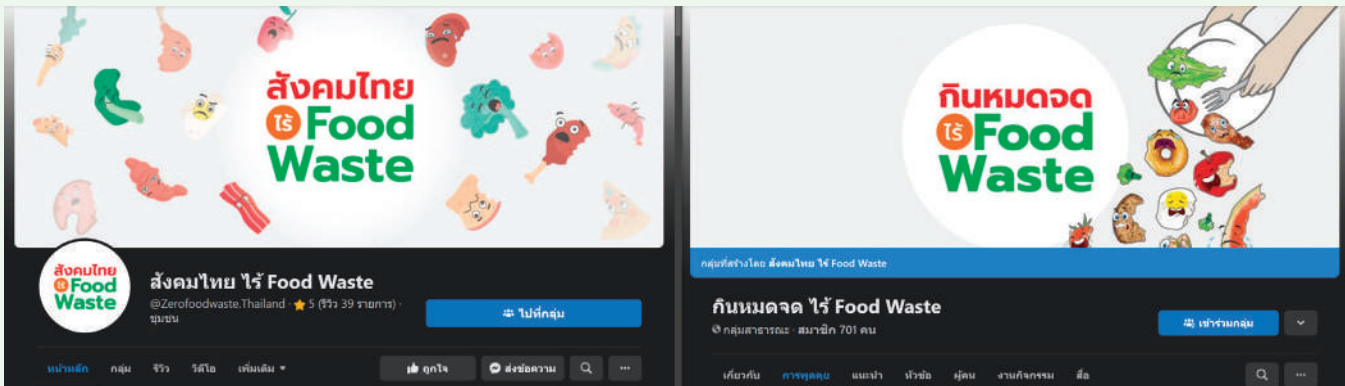 สังคมไทย
ไร้ Food
Waste
สังคมไทย
ไร้ Food
Waste
สังคมไทย ไร้ Food Waste
@Zerofoodwaste.Thailand · 5 (รีวิว 39 รายการ) ·
ชุมชน
ไปที่กลุ่ม
หน้าหลัก กลุ่ม รีวิว วิดีโอ เพิ่มเติม
ถูกใจ ส่งข้อความ
กินหมดจด
ไร้ Food
Waste
กลุ่มที่สร้างโดย สังคมไทย ไร้ Food Waste
กินหมดจด ไร้ Food Waste
กลุ่มสาธารณะ · สมาชิก 701 คน
เข้าร่วมกลุ่ม
เกี่ยวกับ การพูดคุย แนะนำ หัวข้อ ผู้คน งานกิจกรรม สื่อ